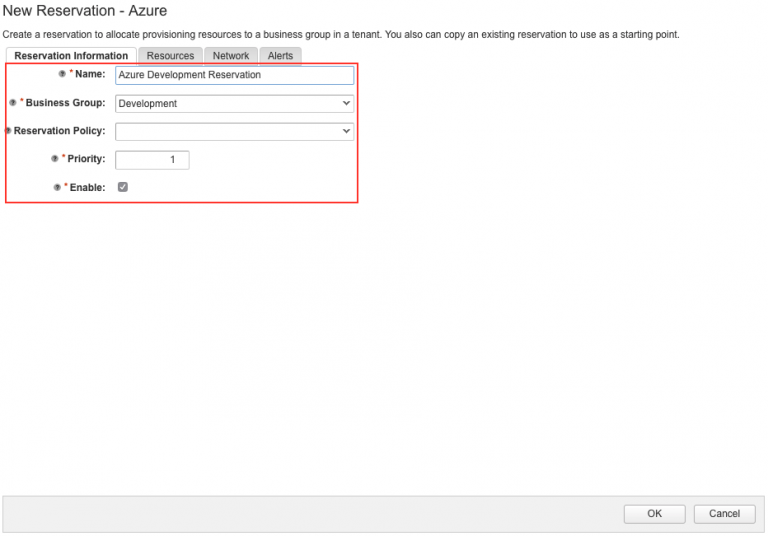 New Reservation - Azure
Create a reservation to allocate provisioning resources to a business group in a tenant. You also can copy an existing reservation to use as a starting point.
Reservation Information Resources Network Alerts
* Name: Azure Development Reservation
* Business Group: Development
Reservation Policy:
* Priority: 1
* Enable:
OK Cancel